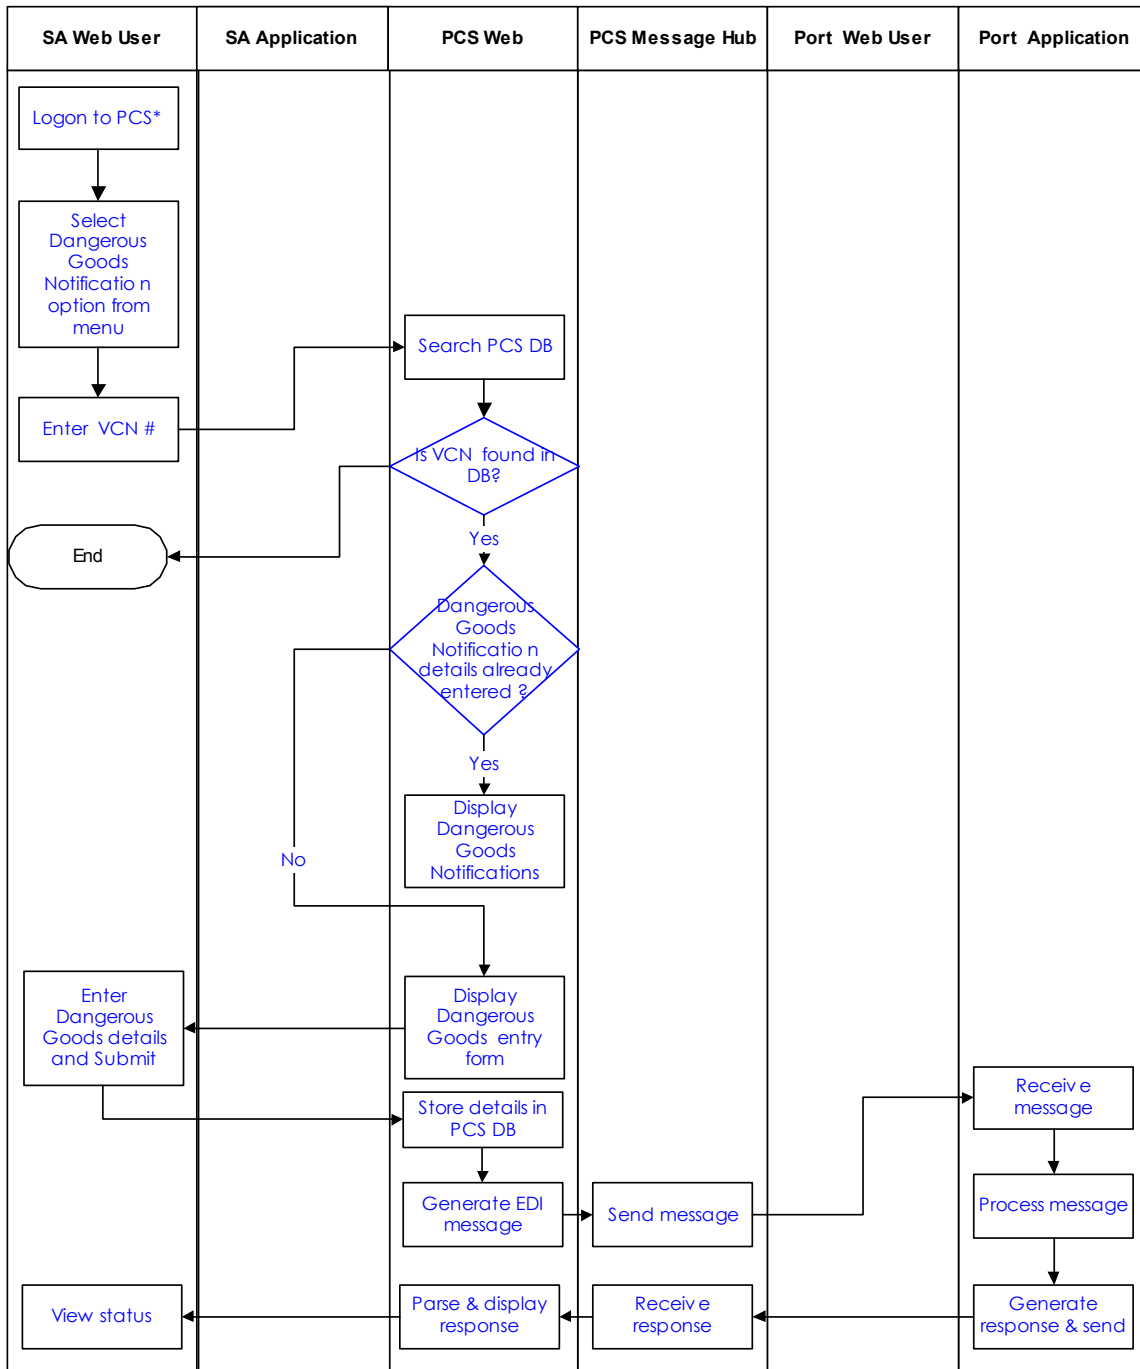 SA Web User
SA Application
PCS Web
PCS Message Hub
Port Web User
Port Application
Logon to PCS*
Select
Dangerous
Goods
Notification
option from
menu
Enter VCN #
Search PCS DB
Is VCN found in
DB?
End
Yes
Dangerous
Goods
Notification
details already
entered ?
Yes
Display
Dangerous
Goods
Notifications
No
Enter
Dangerous
Goods details
and Submit
Display
Dangerous
Goods entry
form
Store details in
PCS DB
Receive
message
Generate EDI
message
Send message
Process message
View status
Parse & display
response
Receive
response
Generate
response & send